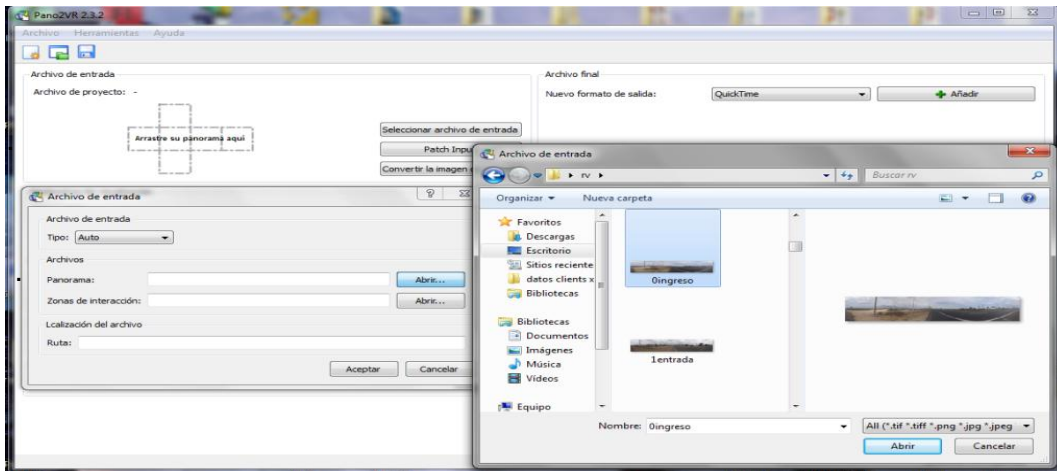 Pano2VR 2.3.2
Archivo Herramientas Ayuda
Archivo de entrada
Archivo de proyecto: -
Arrastre su panorama aquí
Seleccionar archivo de entrada
Patch Inpu
Convertir la imagen
Archivo final
Nuevo formato de salida: QuickTime Añadir
Archivo de entrada
Archivo de entrada
Tipo: Auto
Archivos
Panorama: Abrir...
Zonas de interacción: Abrir...
Lcalización del archivo
Ruta:
Aceptar Cancelar
Archivo de entrada
rv Buscar rv
Organizar Nueva carpeta
Favoritos
Descargas
Escritorio
Sitios reciente
datos clients x
Bibliotecas
Bibliotecas
Documentos
Imágenes
Música
Vídeos
Equipo
0ingreso
1entrada
Nombre: 0ingreso All (*.tif *.tiff *.png *.jpg *.jpeg
Abrir Cancelar